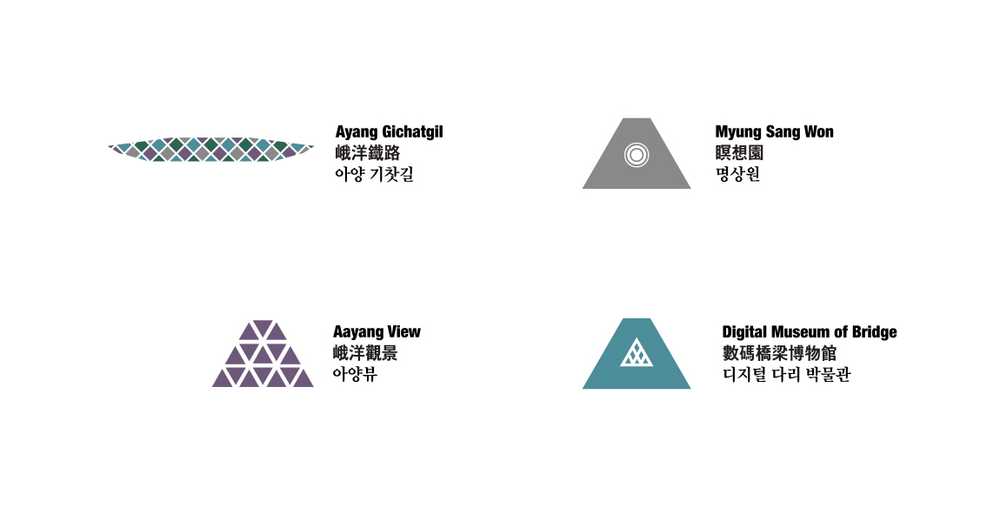 Ayang Gichatgil
峨洋鐵路
아양 기찻길
Myung Sang Won
瞑想園
명상원
Aayang View
峨洋觀景
아양뷰
Digital Museum of Bridge
數碼橋梁博物館
디지털 다리 박물관